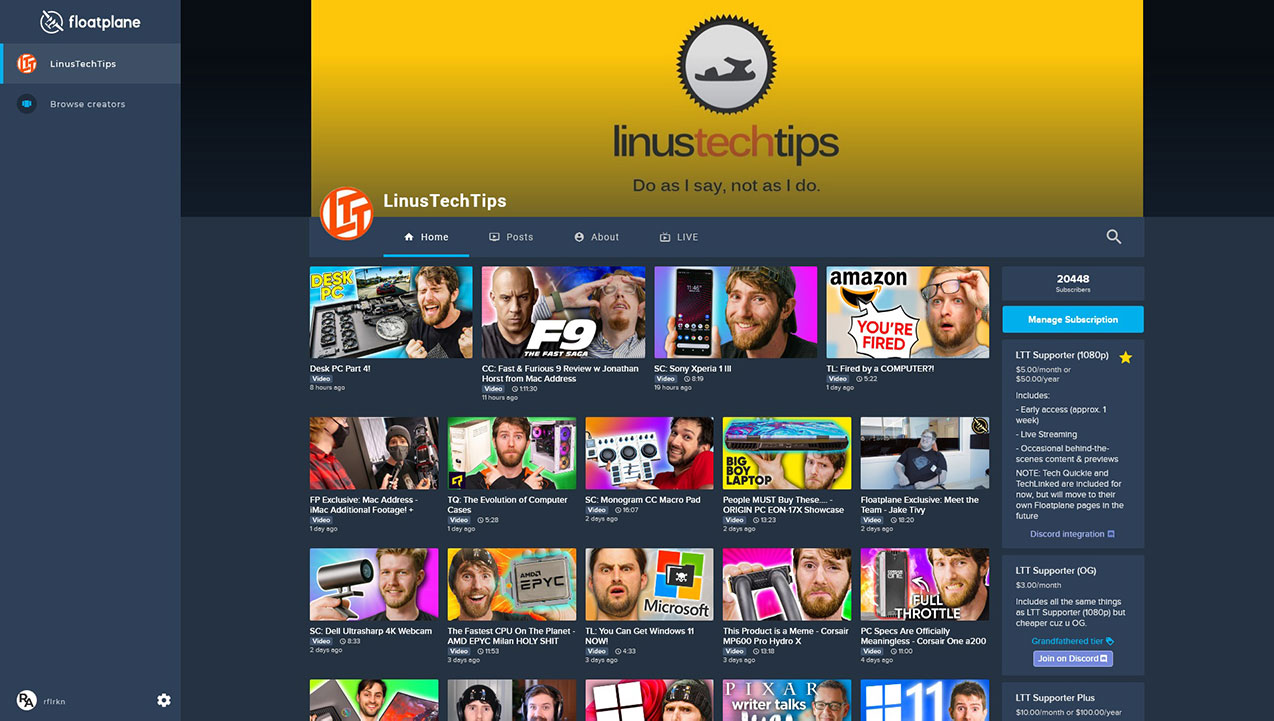 floatplane
LTT
LinusTechTips
Browse creators
linustechtips
Do as I say, not as I do.
LTT
LinusTechTips
Home
Posts
About
LIVE
DESK
PC
F9
THE FAST SAGA
amazon
YOU'RE
FIRED
Desk PC Part 4!
Video
8 hours ago
CC: Fast & Furious 9 Review w Jonathan
Horst from Mac Address
Video 1:11:30
11 hours ago
SC: Sony Xperia 1 III
Video 8:19
19 hours ago
TL: Fired by a COMPUTER?!
Video 5:22
1 day ago
20448
Subscribers
Manage Subscription
LTT Supporter (1080p)
$5.00/month or
$50.00/year
Includes:
- Early access (approx. 1
week)
- Live Streaming
- Occasional behind-the-
scenes content & previews
NOTE: Tech Quickie and
TechLinked are included for
now, but will move to their
own Floatplane pages in the
future
Discord integration
BIG
BOY
LAPTOP
FP Exclusive: Mac Address -
iMac Additional Footage! +
Video
1 day ago
TQ: The Evolution of Computer
Cases
Video 5:28
1 day ago
SC: Monogram CC Macro Pad
Video 16:07
2 days ago
People MUST Buy These.... -
ORIGIN PC EON-17X Showcase
Video 13:23
2 days ago
Floatplane Exclusive: Meet the
Team - Jake Tivy
Video 18:20
2 days ago
AMD
EPYC
Microsoft
CORSAIR
ONE
FULL
THROTTLE
SC: Dell Ultrasharp 4K Webcam
Video 8:33
2 days ago
The Fastest CPU On The Planet -
AMD EPYC Milan HOLY SHIT
Video 11:53
3 days ago
TL: You Can Get Windows 11
NOW!
Video 4:33
3 days ago
This Product is a Meme - Corsair
MP600 Pro Hydro X
Video 13:18
3 days ago
PC Specs Are Officially
Meaningless - Corsair One a200
Video 11:00
4 days ago
LTT Supporter (OG)
$3.00/month
Includes all the same things
as LTT Supporter (1080p) but
cheaper cuz u OG.
Grandfathered tier
Join on Discord
PIXAR
writer talks
11
LTT Supporter Plus
$10.00/month or $100.00/year
RA
rflrkn